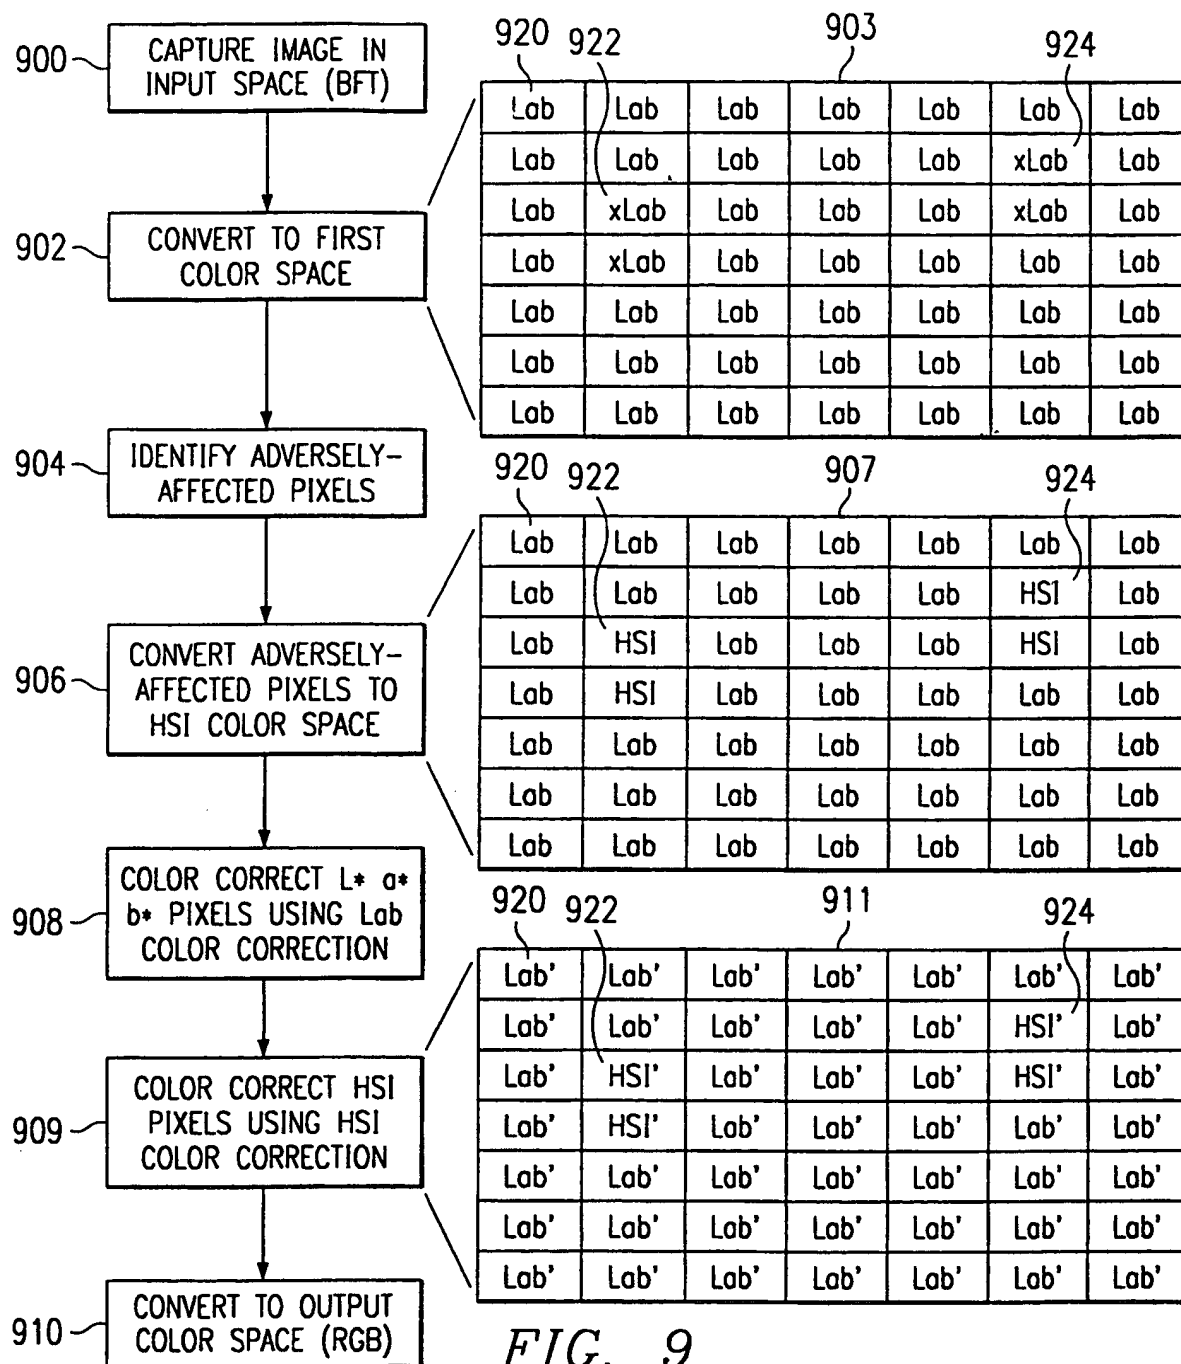 900
CAPTURE IMAGE IN
INPUT SPACE (BFT)
902
CONVERT TO FIRST
COLOR SPACE
904
IDENTIFY ADVERSELY-
AFFECTED PIXELS
906
CONVERT ADVERSELY-
AFFECTED PIXELS TO
HSI COLOR SPACE
908
COLOR CORRECT L* a*
b* PIXELS USING Lab
COLOR CORRECTION
909
COLOR CORRECT HSI
PIXELS USING HSI
COLOR CORRECTION
910
CONVERT TO OUTPUT
COLOR SPACE (RGB)
920 922 903 924
Lab Lab Lab Lab Lab Lab Lab
Lab Lab Lab Lab Lab xLab Lab
Lab xLab Lab Lab Lab xLab Lab
Lab xLab Lab Lab Lab Lab Lab
Lab Lab Lab Lab Lab Lab Lab
Lab Lab Lab Lab Lab Lab Lab
Lab Lab Lab Lab Lab Lab Lab
920 922 907 924
Lab Lab Lab Lab Lab Lab Lab
Lab Lab Lab Lab Lab HSI Lab
Lab HSI Lab Lab Lab HSI Lab
Lab HSI Lab Lab Lab Lab Lab
Lab Lab Lab Lab Lab Lab Lab
Lab Lab Lab Lab Lab Lab Lab
Lab Lab Lab Lab Lab Lab Lab
920 922 911 924
Lab' Lab' Lab' Lab' Lab' Lab' Lab'
Lab' Lab' Lab' Lab' Lab' HSI' Lab'
Lab' HSI' Lab' Lab' Lab' HSI' Lab'
Lab' HSI' Lab' Lab' Lab' Lab' Lab'
Lab' Lab' Lab' Lab' Lab' Lab' Lab'
Lab' Lab' Lab' Lab' Lab' Lab' Lab'
Lab' Lab' Lab' Lab' Lab' Lab' Lab'
FIG. 9